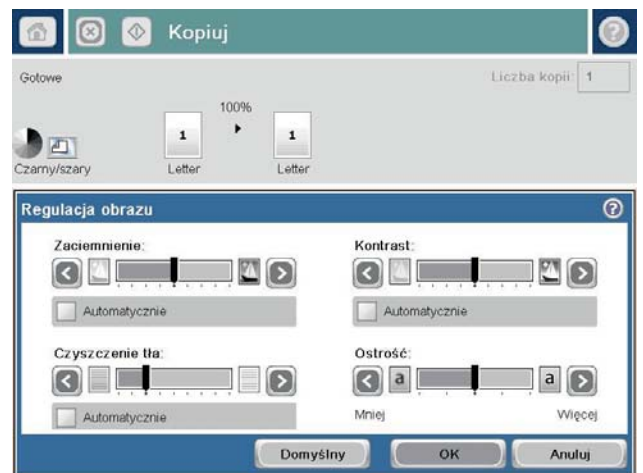 Kopiuj
Gotowe
Liczba kopii: 1
100%
1
1
Czarny/szary
Letter
Letter
Regulacja obrazu
Zaciemnienie:
Kontrast:
Automatycznie
Automatycznie
Czyszczenie tła:
Ostrość:
a
a
Automatycznie
Mniej
Więcej
Domyślny
OK
Anuluj